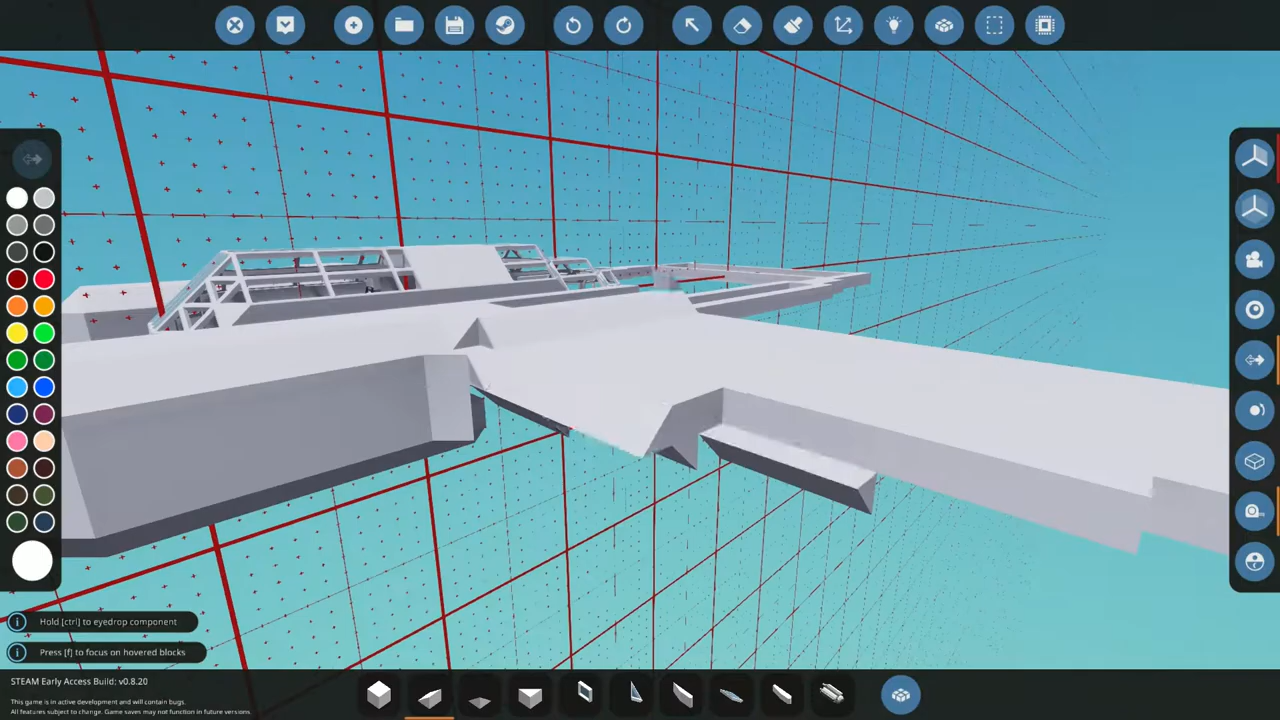 Hold [ctrl] to eyedrop component
Press [f] to focus on hovered blocks
STEAM Early Access Build: v0.8.20
This game is in active development and will contain bugs.
All features subject to change. Game saves may not function in future versions.